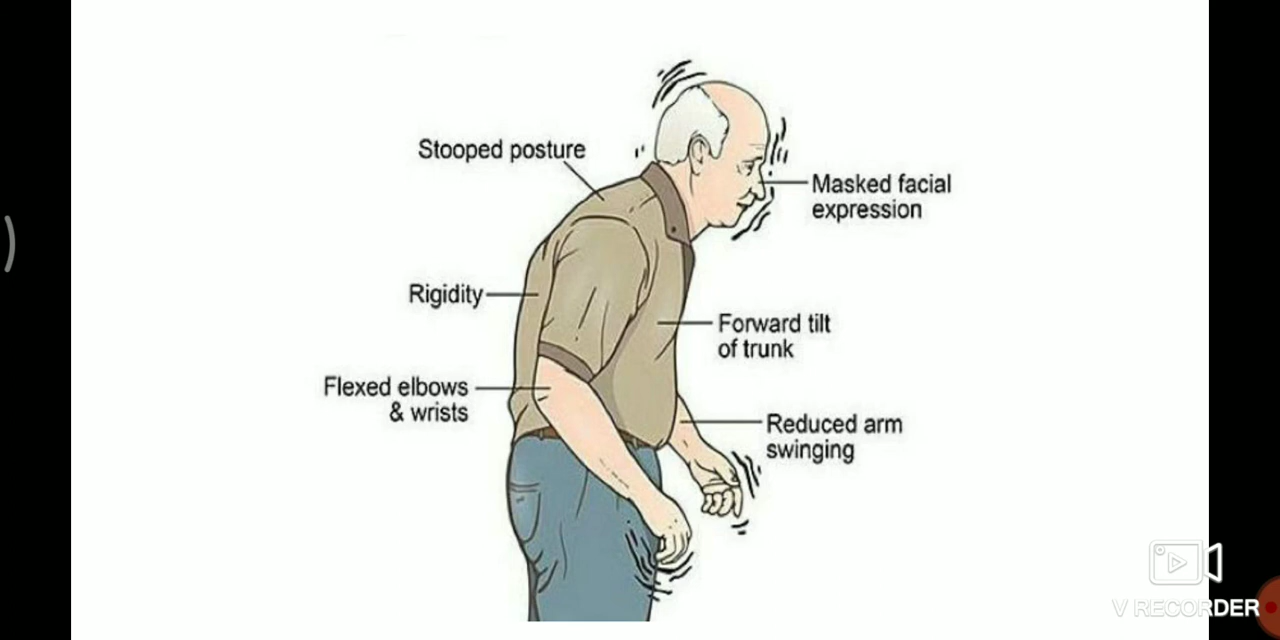 Stooped posture
Masked facial
expression
Rigidity
Forward tilt
of trunk
Flexed elbows
& wrists
Reduced arm
swinging
V RECORDER